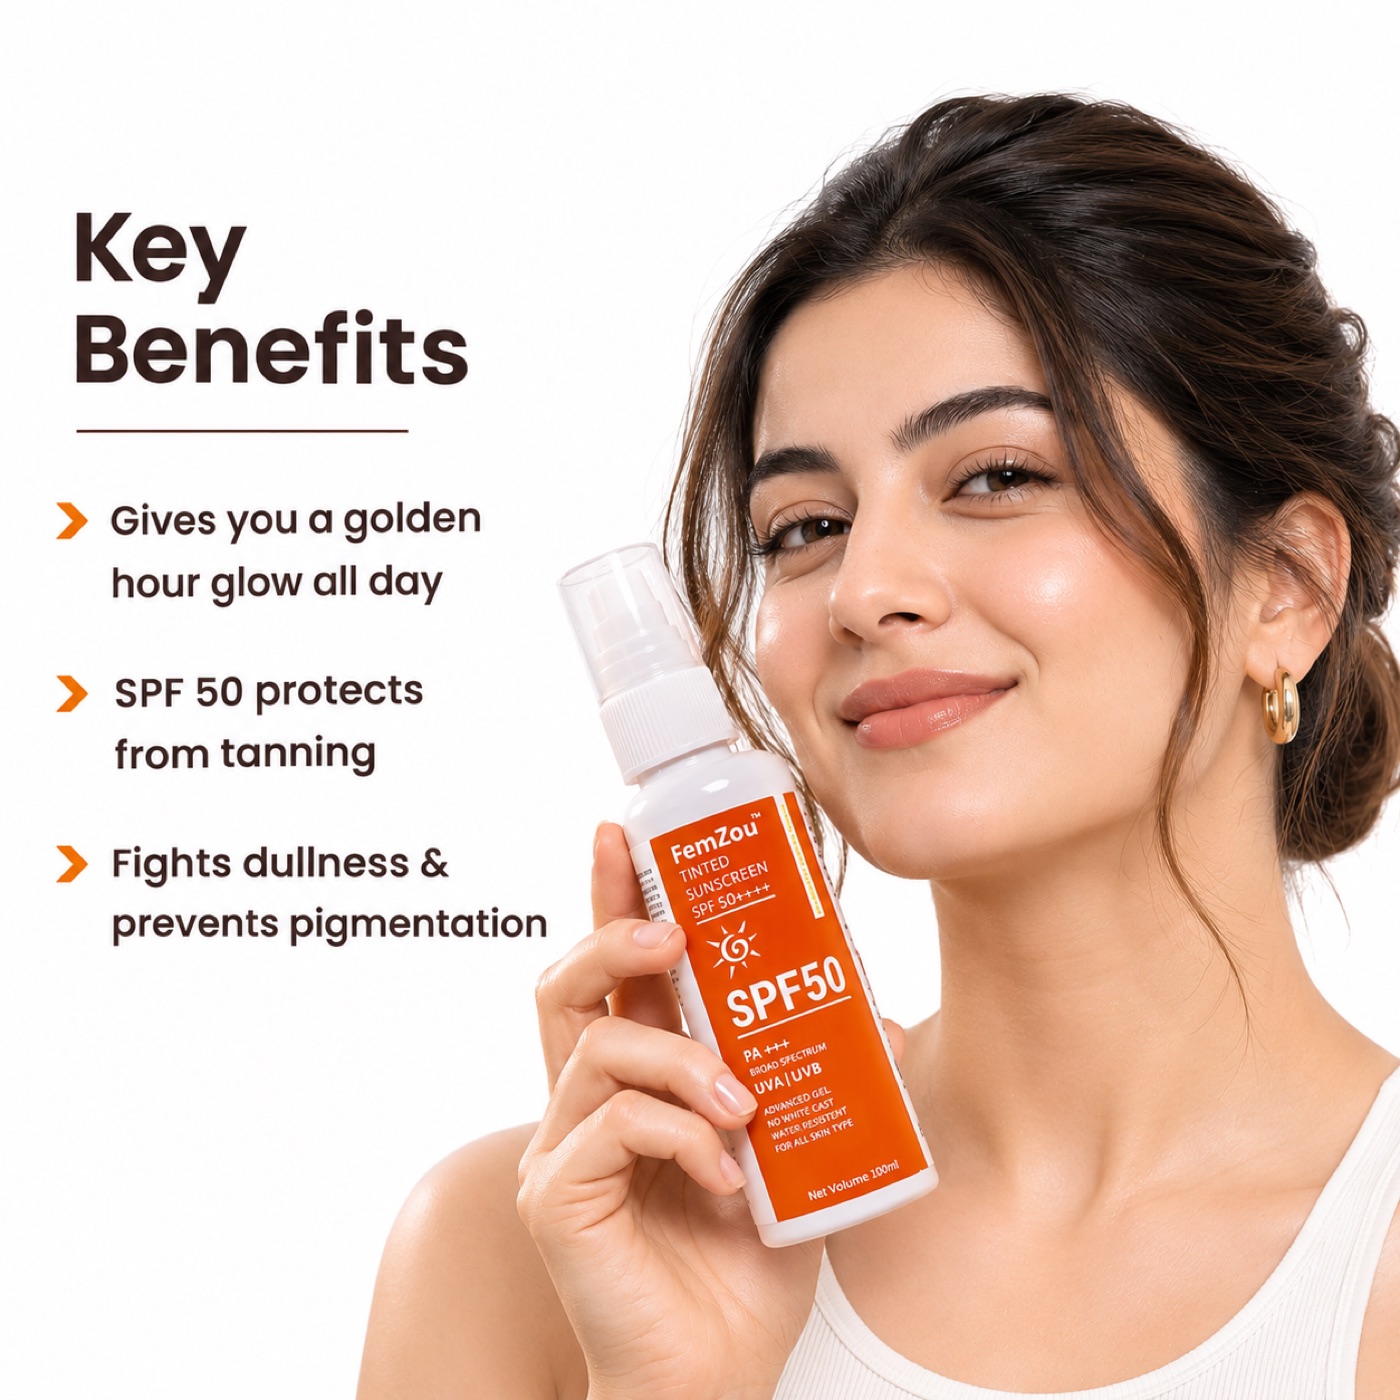 Key
Benefits
Gives you a golden
hour glow all day
SPF 50 protects
from tanning
Fights dullness &
prevents pigmentation
FemZou™
TINTED
SUNSCREEN
SPF 50++++
SPF50
PA +++
BROAD SPECTRUM
UVA|UVB
ADVANCED GEL
NO WHITE CAST
WATER RESISTENT
FOR ALL SKIN TYPE
Net Volume 100ml